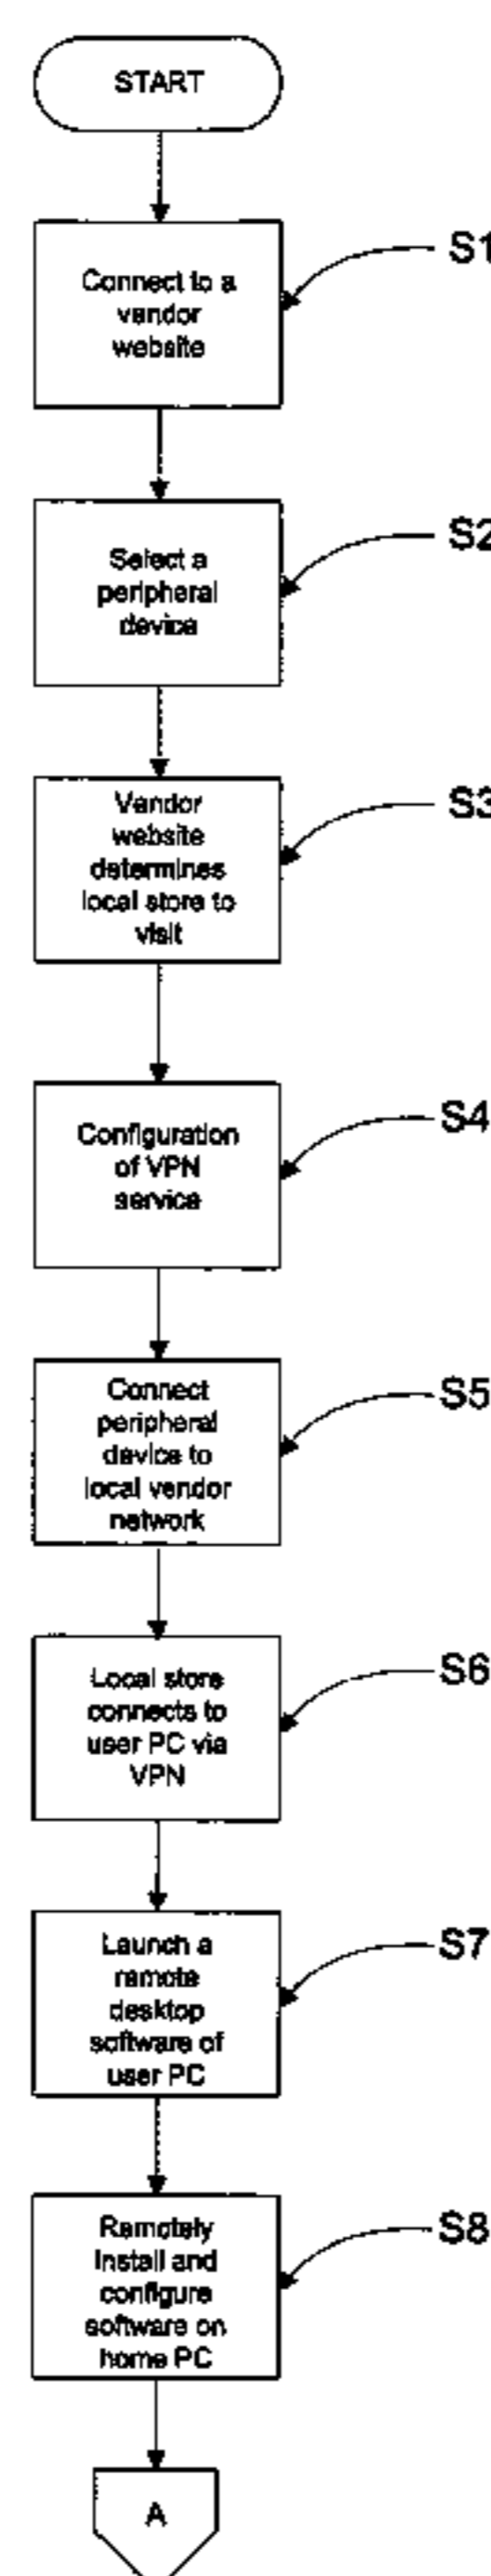 START
Connect to a
vendor
website
S1
Select a
peripheral
device
S2
Vendor
website
determines
local store to
visit
S3
Configuration
of VPN
service
S4
Connect
peripheral
device to
local vendor
network
S5
Local store
connects to
user PC via
VPN
S6
Launch a
remote
desktop
software of
user PC
S7
Remotely
install and
configure
software on
home PC
S8
A